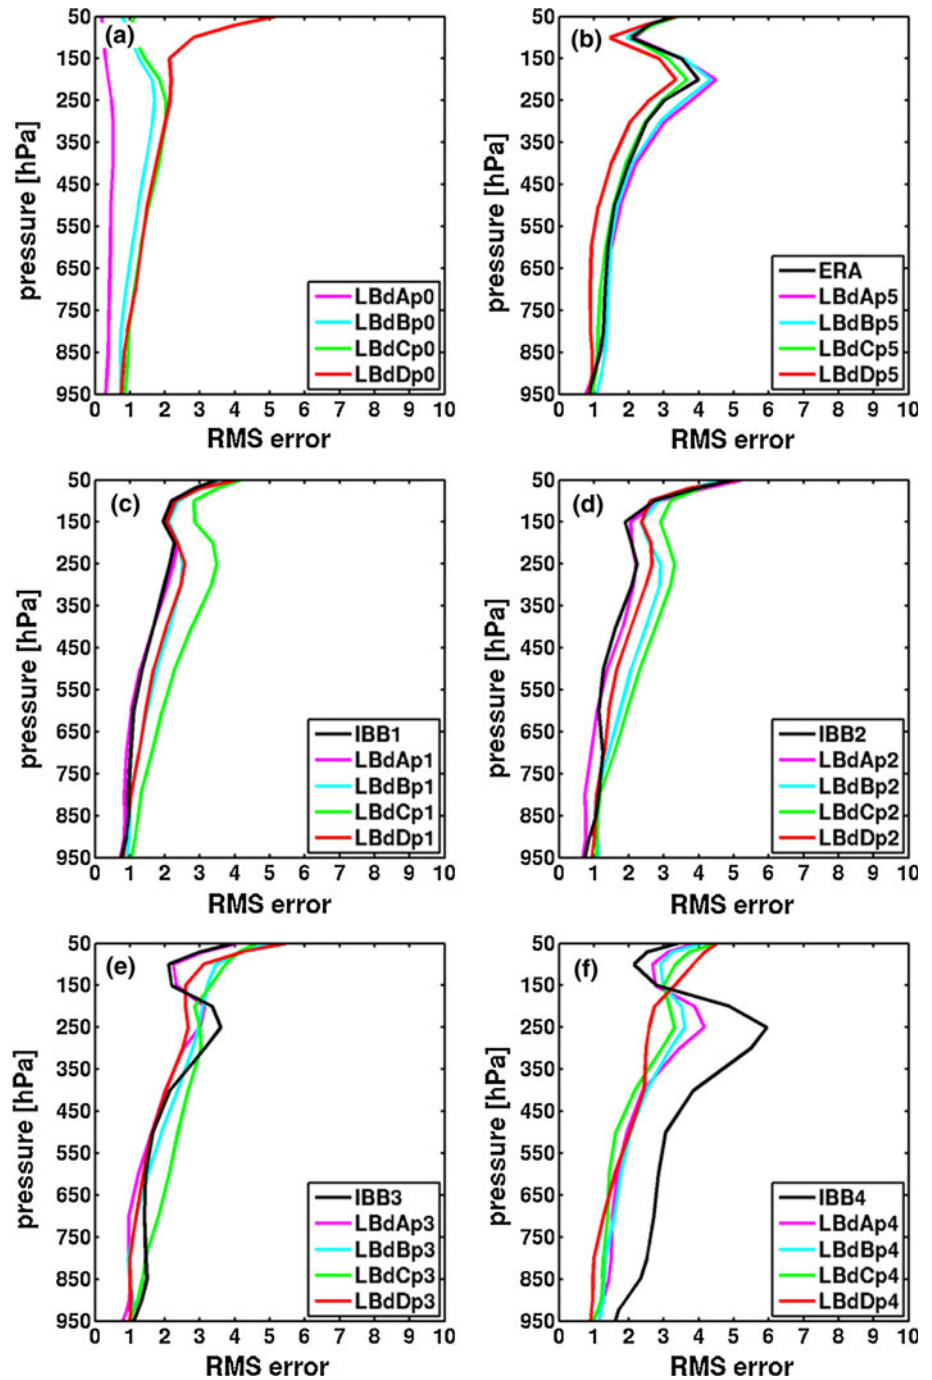 (a)
50
150
250
350
450
550
650
750
850
950
pressure [hPa]
LBdAp0
LBdBp0
LBdCp0
LBdDp0
0 1 2 3 4 5 6 7 8 9 10
RMS error
(b)
50
150
250
350
450
550
650
750
850
950
pressure [hPa]
ERA
LBdAp5
LBdBp5
LBdCp5
LBdDp5
0 1 2 3 4 5 6 7 8 9 10
RMS error
(c)
50
150
250
350
450
550
650
750
850
950
pressure [hPa]
IBB1
LBdAp1
LBdBp1
LBdCp1
LBdDp1
0 1 2 3 4 5 6 7 8 9 10
RMS error
(d)
50
150
250
350
450
550
650
750
850
950
pressure [hPa]
IBB2
LBdAp2
LBdBp2
LBdCp2
LBdDp2
0 1 2 3 4 5 6 7 8 9 10
RMS error
(e)
50
150
250
350
450
550
650
750
850
950
pressure [hPa]
IBB3
LBdAp3
LBdBp3
LBdCp3
LBdDp3
0 1 2 3 4 5 6 7 8 9 10
RMS error
(f)
50
150
250
350
450
550
650
750
850
950
pressure [hPa]
IBB4
LBdAp4
LBdBp4
LBdCp4
LBdDp4
0 1 2 3 4 5 6 7 8 9 10
RMS error